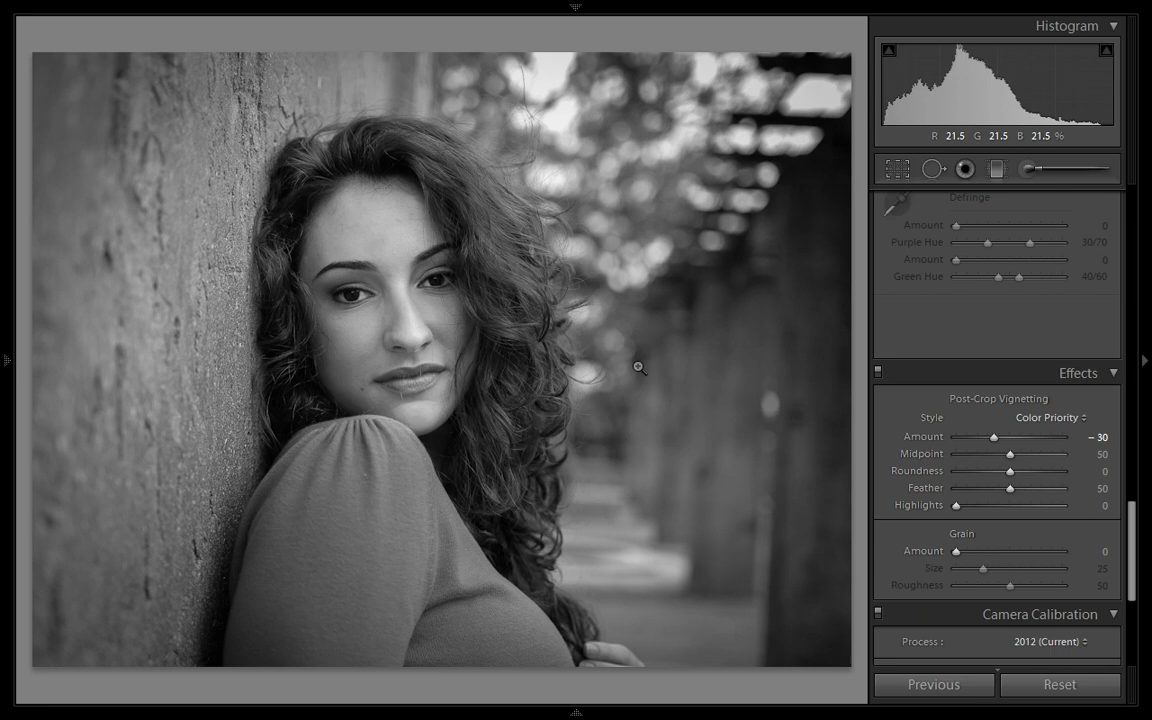 Histogram
R 21.5 G 21.5 B 21.5 %
Defringe
Amount 0
Purple Hue 30/70
Amount 0
Green Hue 40/60
Effects
Post-Crop Vignetting
Style Color Priority
Amount – 30
Midpoint 50
Roundness 0
Feather 50
Highlights 0
Grain
Amount 0
Size 25
Roughness 50
Camera Calibration
Process : 2012 (Current)
Previous Reset